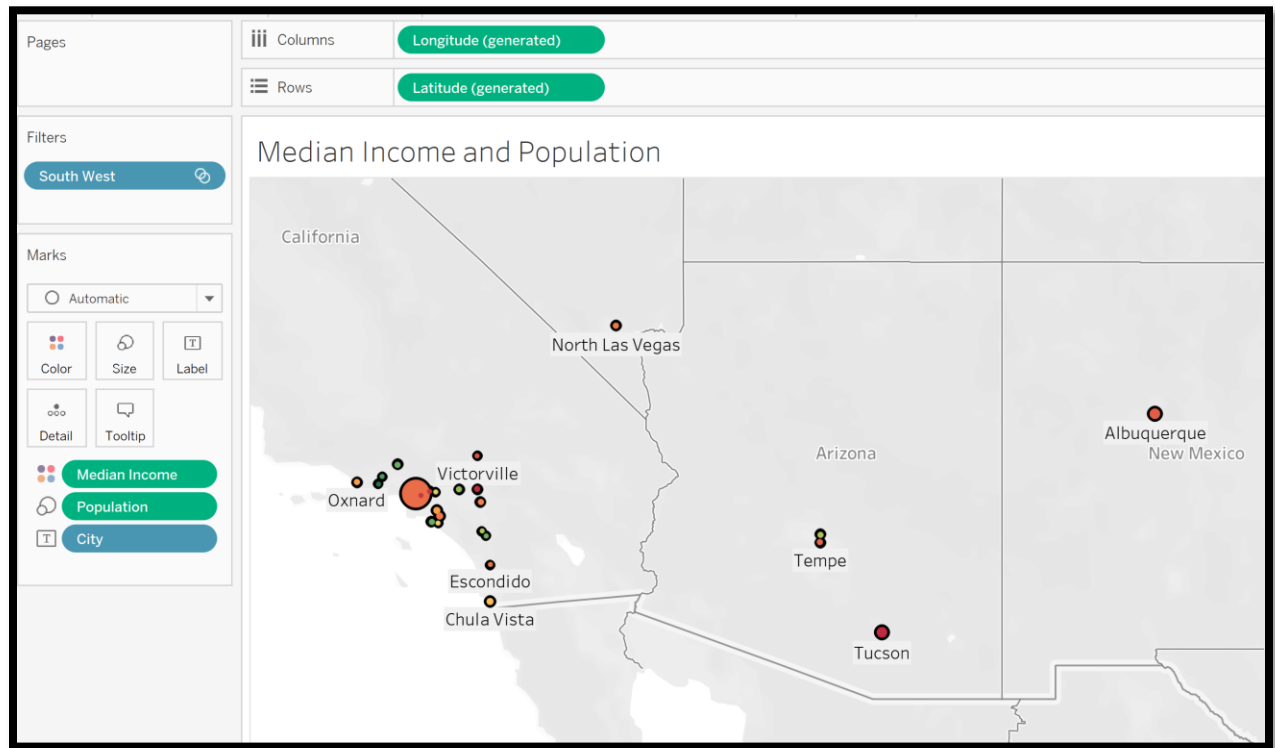 Pages
Columns
Longitude (generated)
Rows
Latitude (generated)
Filters
South West
Marks
Automatic
Color
Size
T
Label
Detail
Tooltip
Median Income
Population
T
City
Median Income and Population
California
North Las Vegas
Albuquerque
New Mexico
Arizona
Victorville
Oxnard
Tempe
Escondido
Chula Vista
Tucson